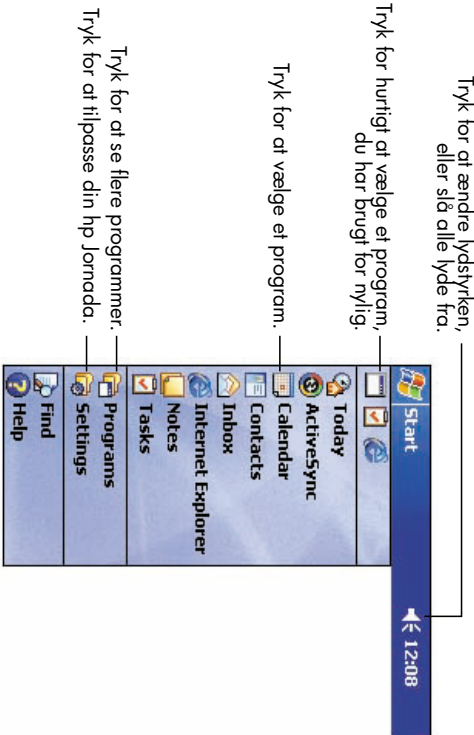 Tryk for at ændre lydstyrken,
eller slå alle lyde fra.
Tryk for hurtigt at vælge et program,
du har brugt for nylig.
Tryk for at vælge et program.
Tryk for at se flere programmer.
Tryk for at tilpasse din hp Jornada.
Start
12:08
Today
ActiveSync
Calendar
Contacts
Inbox
Internet Explorer
Notes
Tasks
Programs
Settings
Find
Help